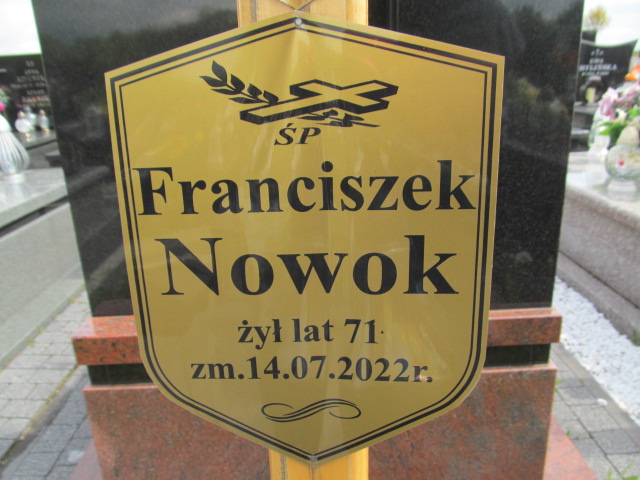 ŚP
Franciszek
Nowok
żył lat 71
zm.14.07.2022r.